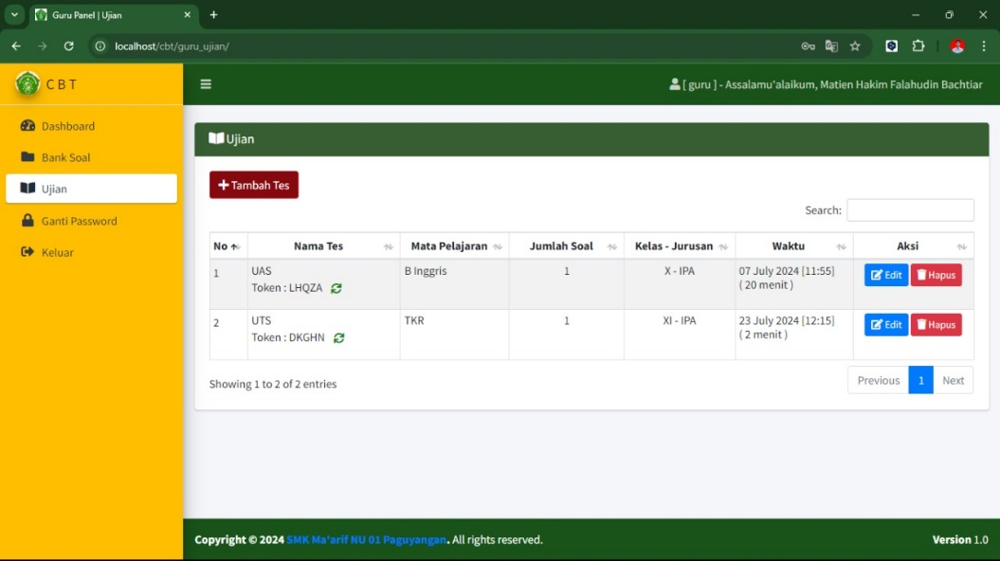 Guru Panel | Ujian
localhost/cbt/guru_ujian/
C B T
[ guru ] - Assalamu'alaikum, Matien Hakim Falahudin Bachtiar
Dashboard
Bank Soal
Ujian
Ganti Password
Keluar
Ujian
Tambah Tes
Search:
No Nama Tes Mata Pelajaran Jumlah Soal Kelas - Jurusan Waktu Aksi
1 UAS B Inggris 1 X - IPA 07 July 2024 [11:55] Edit Hapus
Token : LHQZA ( 20 menit )
2 UTS TKR 1 XI - IPA 23 July 2024 [12:15] Edit Hapus
Token : DKGHN ( 2 menit )
Showing 1 to 2 of 2 entries
Previous 1 Next
Copyright © 2024 SMK Ma'arif NU 01 Paguyangan. All rights reserved.
Version 1.0